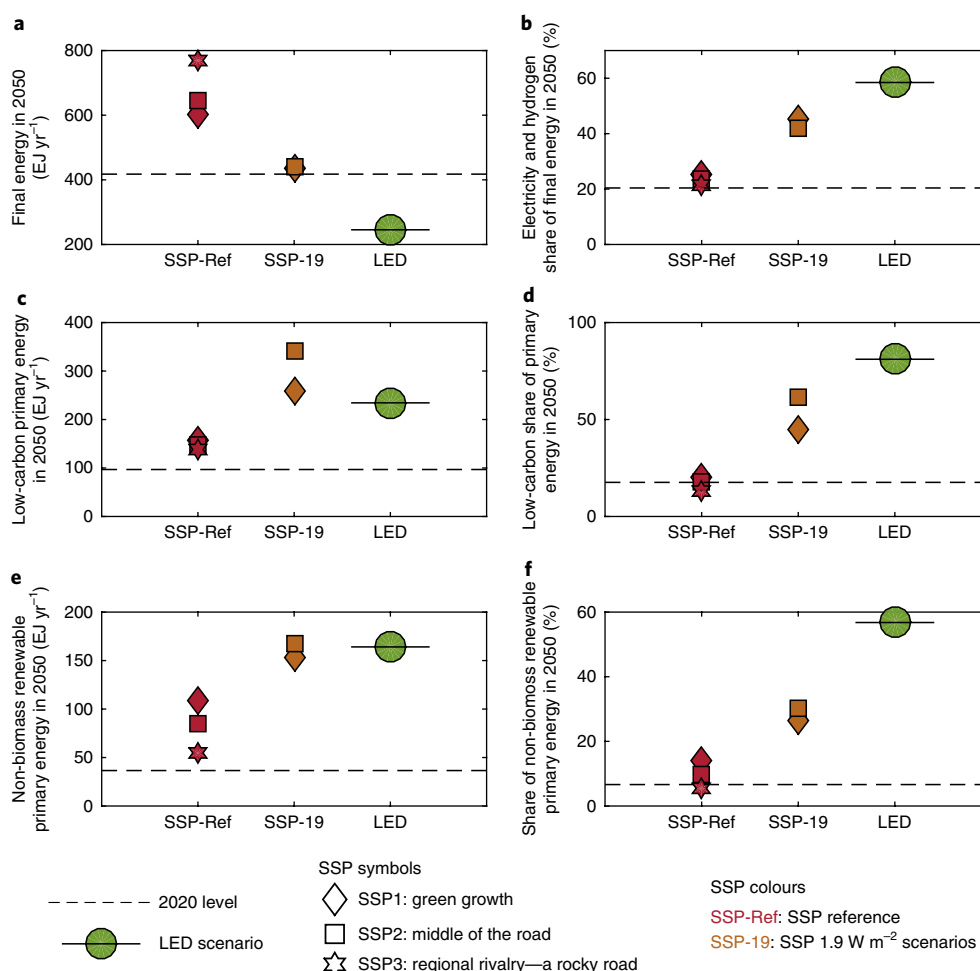 a
Final energy in 2050
(EJ yr⁻¹)
800
600
400
200
SSP-Ref
SSP-19
LED
b
Electricity and hydrogen
share of final energy in 2050 (%)
60
40
20
0
SSP-Ref
SSP-19
LED
c
Low-carbon primary energy
in 2050 (EJ yr⁻¹)
400
300
200
100
0
SSP-Ref
SSP-19
LED
d
Low-carbon share of primary
energy in 2050 (%)
100
50
0
SSP-Ref
SSP-19
LED
e
Non-biomass renewable
primary energy in 2050 (EJ yr⁻¹)
200
150
100
50
0
SSP-Ref
SSP-19
LED
f
Share of non-biomoss renewable
primary energy in 2050 (%)
60
40
20
0
SSP-Ref
SSP-19
LED
2020 level
LED scenario
SSP symbols
SSP1: green growth
SSP2: middle of the road
SSP3: regional rivalry—a rocky road
SSP colours
SSP-Ref: SSP reference
SSP-19: SSP 1.9 W m⁻² scenarios